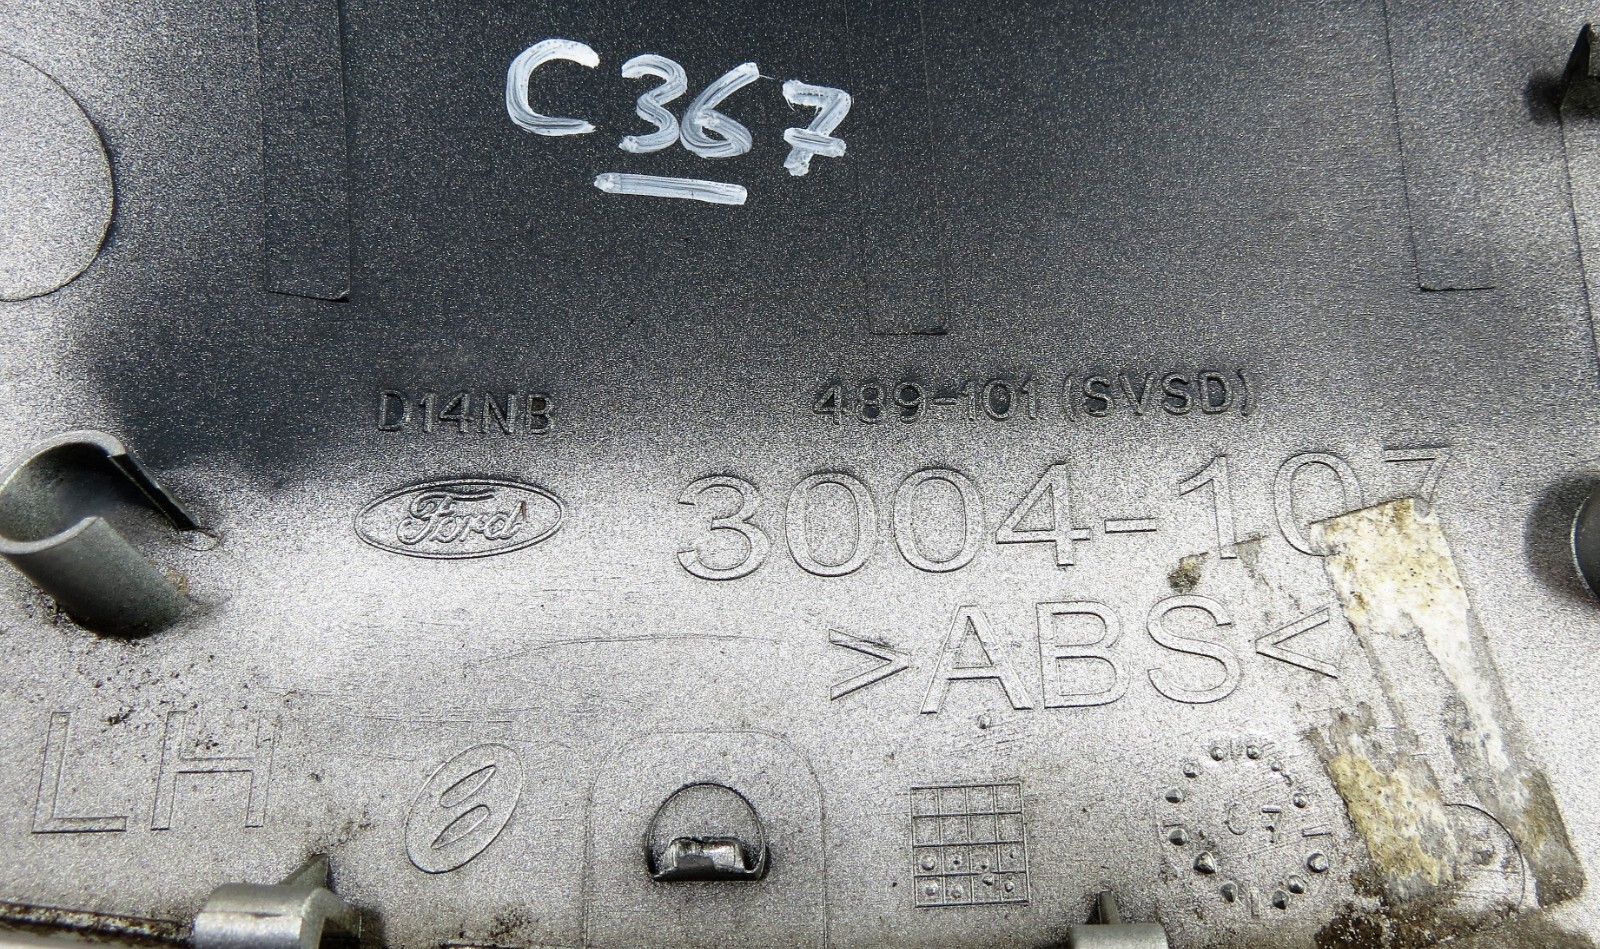 C367
D14NB 489-101 (SVSD)
Ford 3004-107
>ABS<
LH